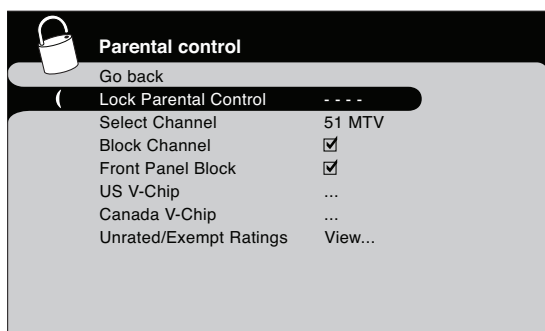 Parental control
Go back
Lock Parental Control - - - -
Select Channel 51 MTV
Block Channel ☑
Front Panel Block ☑
US V-Chip ...
Canada V-Chip ...
Unrated/Exempt Ratings View...